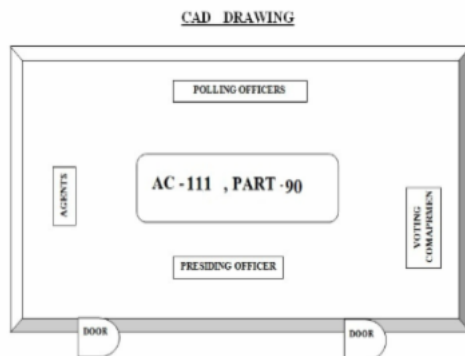 CAD DRAWING
POLLING OFFICERS
AGENTS
AC -111 , PART -90
VOTING
COMAPRMEN
PRESIDING OFFICER
DOOR
DOOR